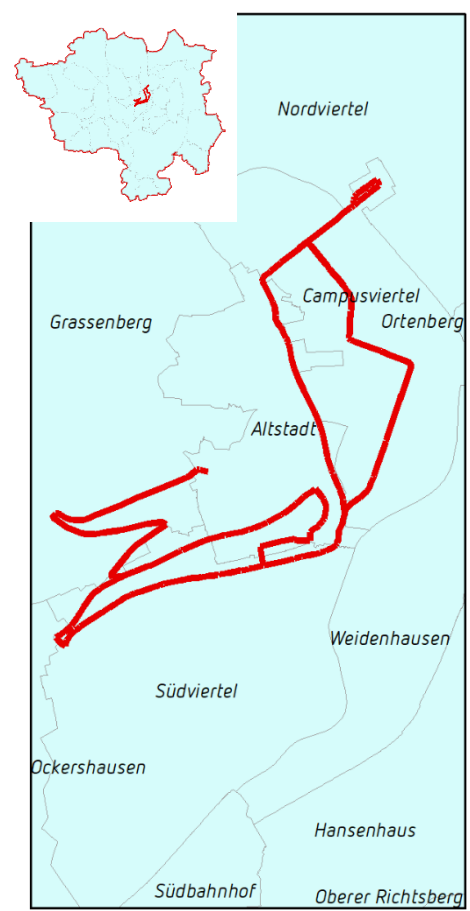 Nordviertel
Campusviertel
Grassenberg
Ortenberg
Altstadt
Weidenhausen
Südviertel
Ockershausen
Hansenhaus
Südbahnhof
Oberer Richtsberg